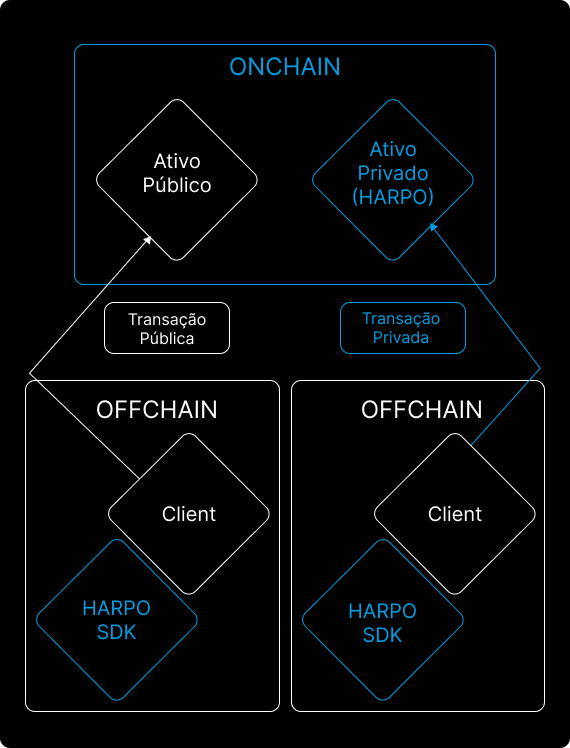 ONCHAIN
Ativo
Público
Ativo
Privado
(HARPO)
Transação
Pública
Transação
Privada
OFFCHAIN
Client
HARPO
SDK
OFFCHAIN
Client
HARPO
SDK